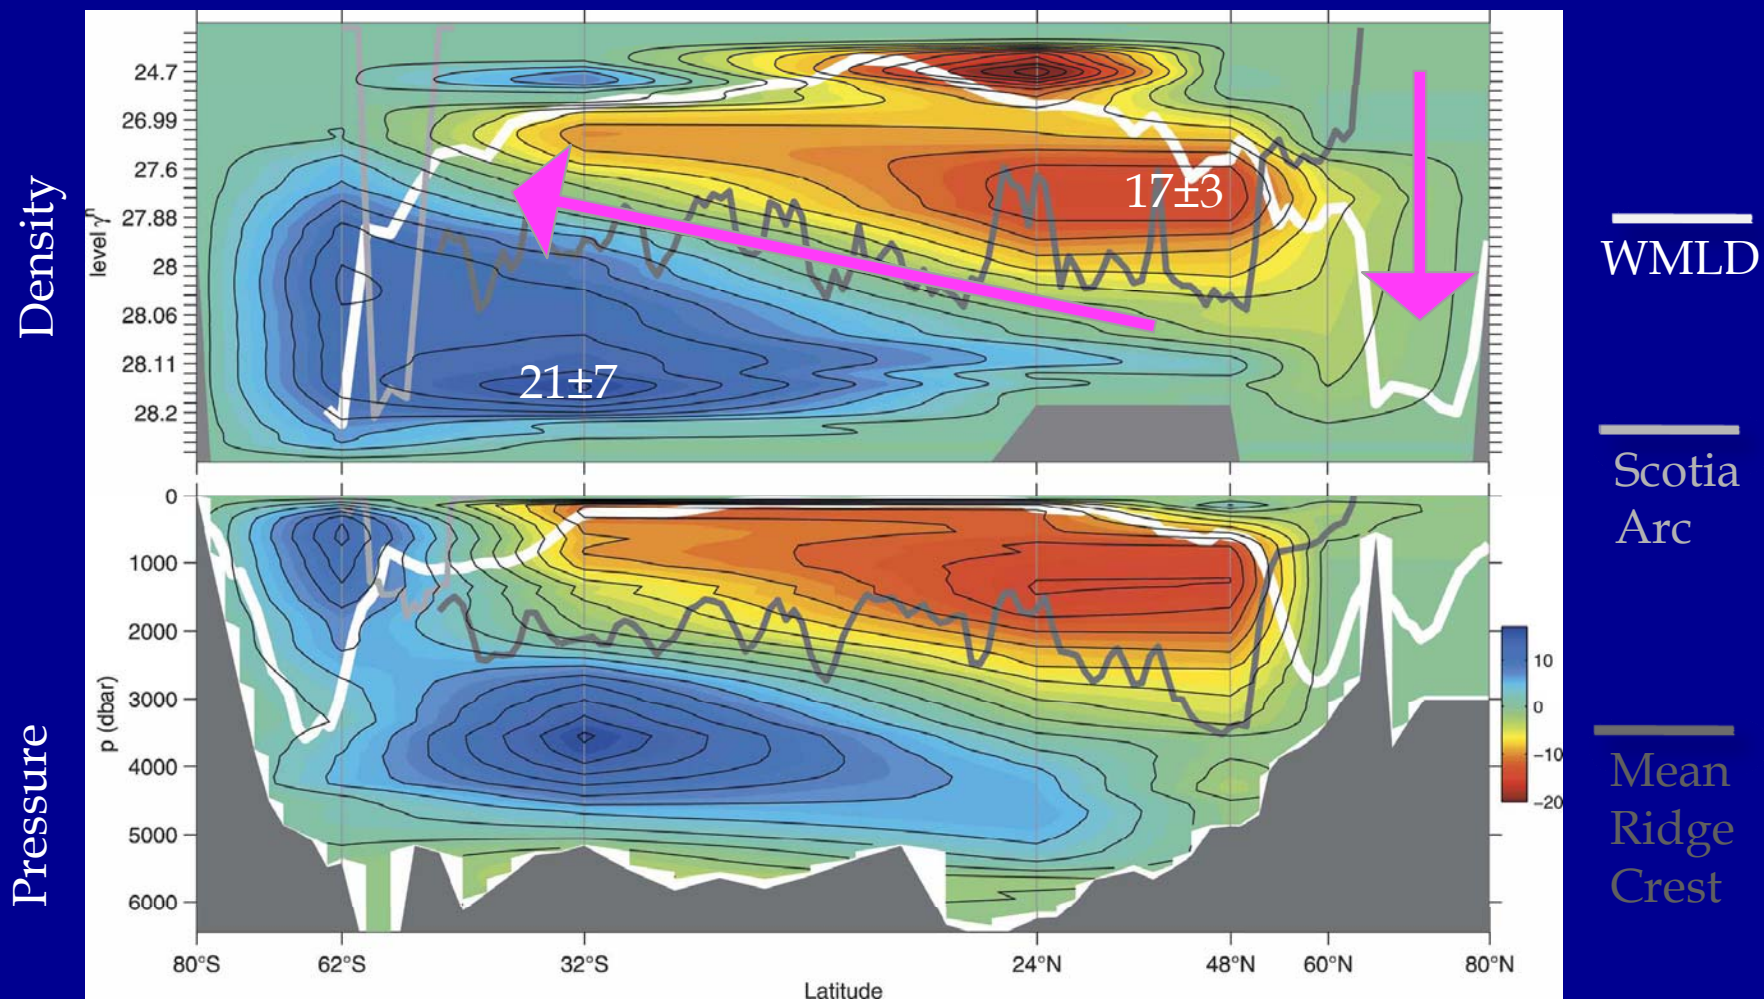 Density
level γⁿ
24.7
26.99
27.6
27.88
28
28.06
28.11
28.2
17±3
21±7
WMLD
Scotia
Arc
Mean
Ridge
Crest
Pressure
p (dbar)
0
1000
2000
3000
4000
5000
6000
10
0
−10
−20
80°S 62°S 32°S 24°N 48°N 60°N 80°N
Latitude